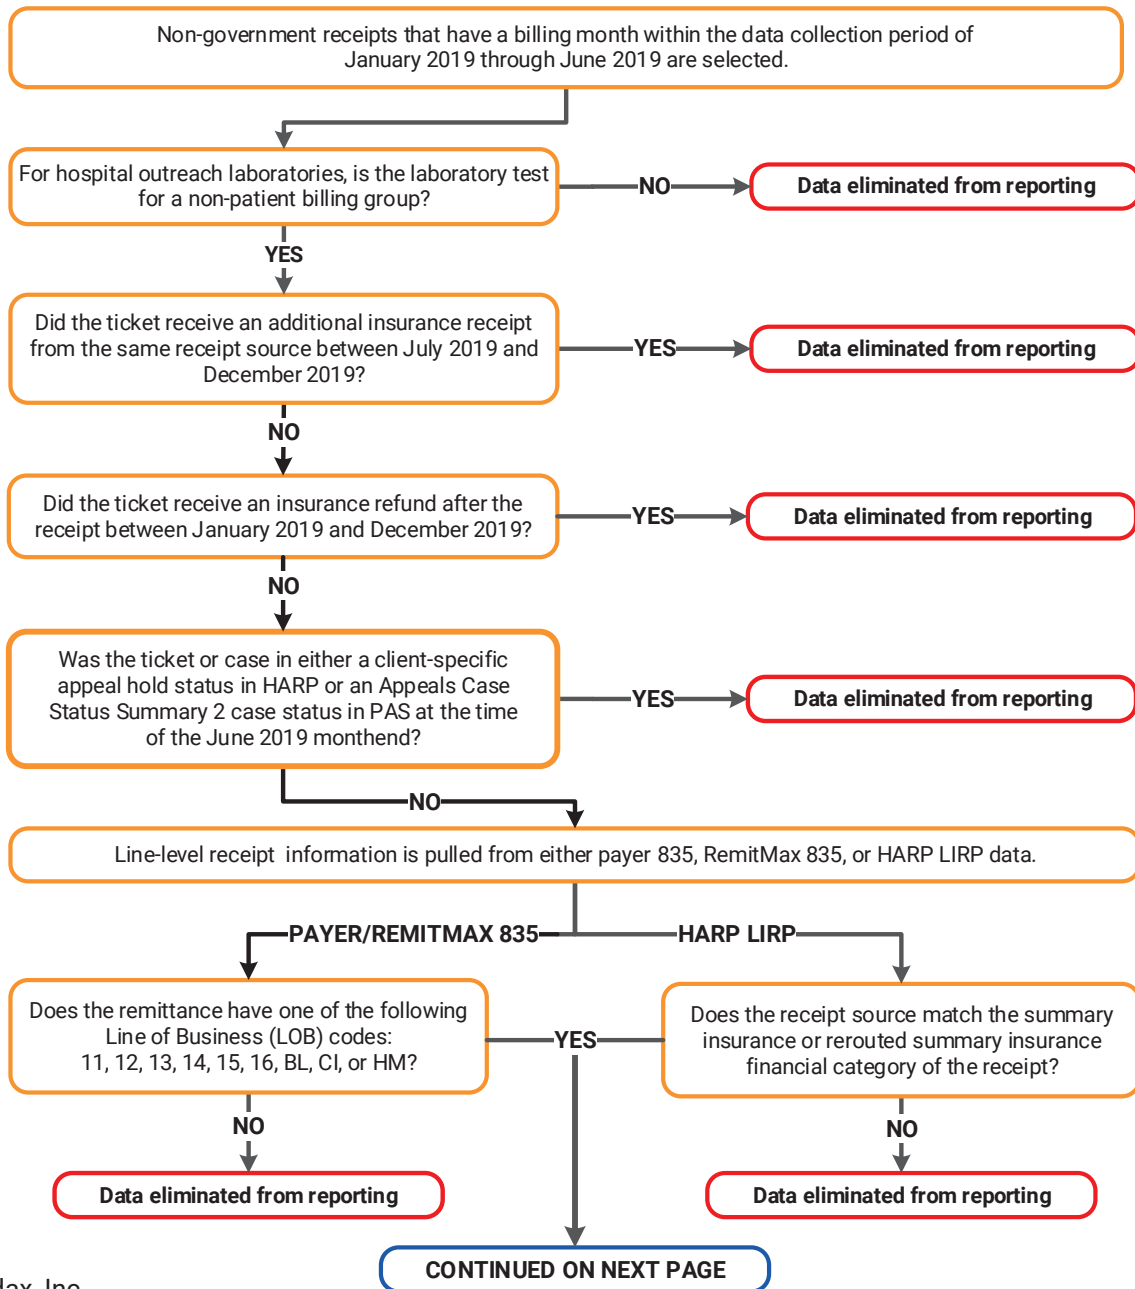 Non-government receipts that have a billing month within the data collection period of
January 2019 through June 2019 are selected.
For hospital outreach laboratories, is the laboratory test
for a non-patient billing group?
NO
Data eliminated from reporting
YES
Did the ticket receive an additional insurance receipt
from the same receipt source between July 2019 and
December 2019?
YES
Data eliminated from reporting
NO
Did the ticket receive an insurance refund after the
receipt between January 2019 and December 2019?
YES
Data eliminated from reporting
NO
Was the ticket or case in either a client-specific
appeal hold status in HARP or an Appeals Case
Status Summary 2 case status in PAS at the time
of the June 2019 monthend?
YES
Data eliminated from reporting
NO
Line-level receipt information is pulled from either payer 835, RemitMax 835, or HARP LIRP data.
PAYER/REMITMAX 835
HARP LIRP
Does the remittance have one of the following
Line of Business (LOB) codes:
11, 12, 13, 14, 15, 16, BL, CI, or HM?
YES
Does the receipt source match the summary
insurance or rerouted summary insurance
financial category of the receipt?
NO
NO
Data eliminated from reporting
Data eliminated from reporting
CONTINUED ON NEXT PAGE
Inc